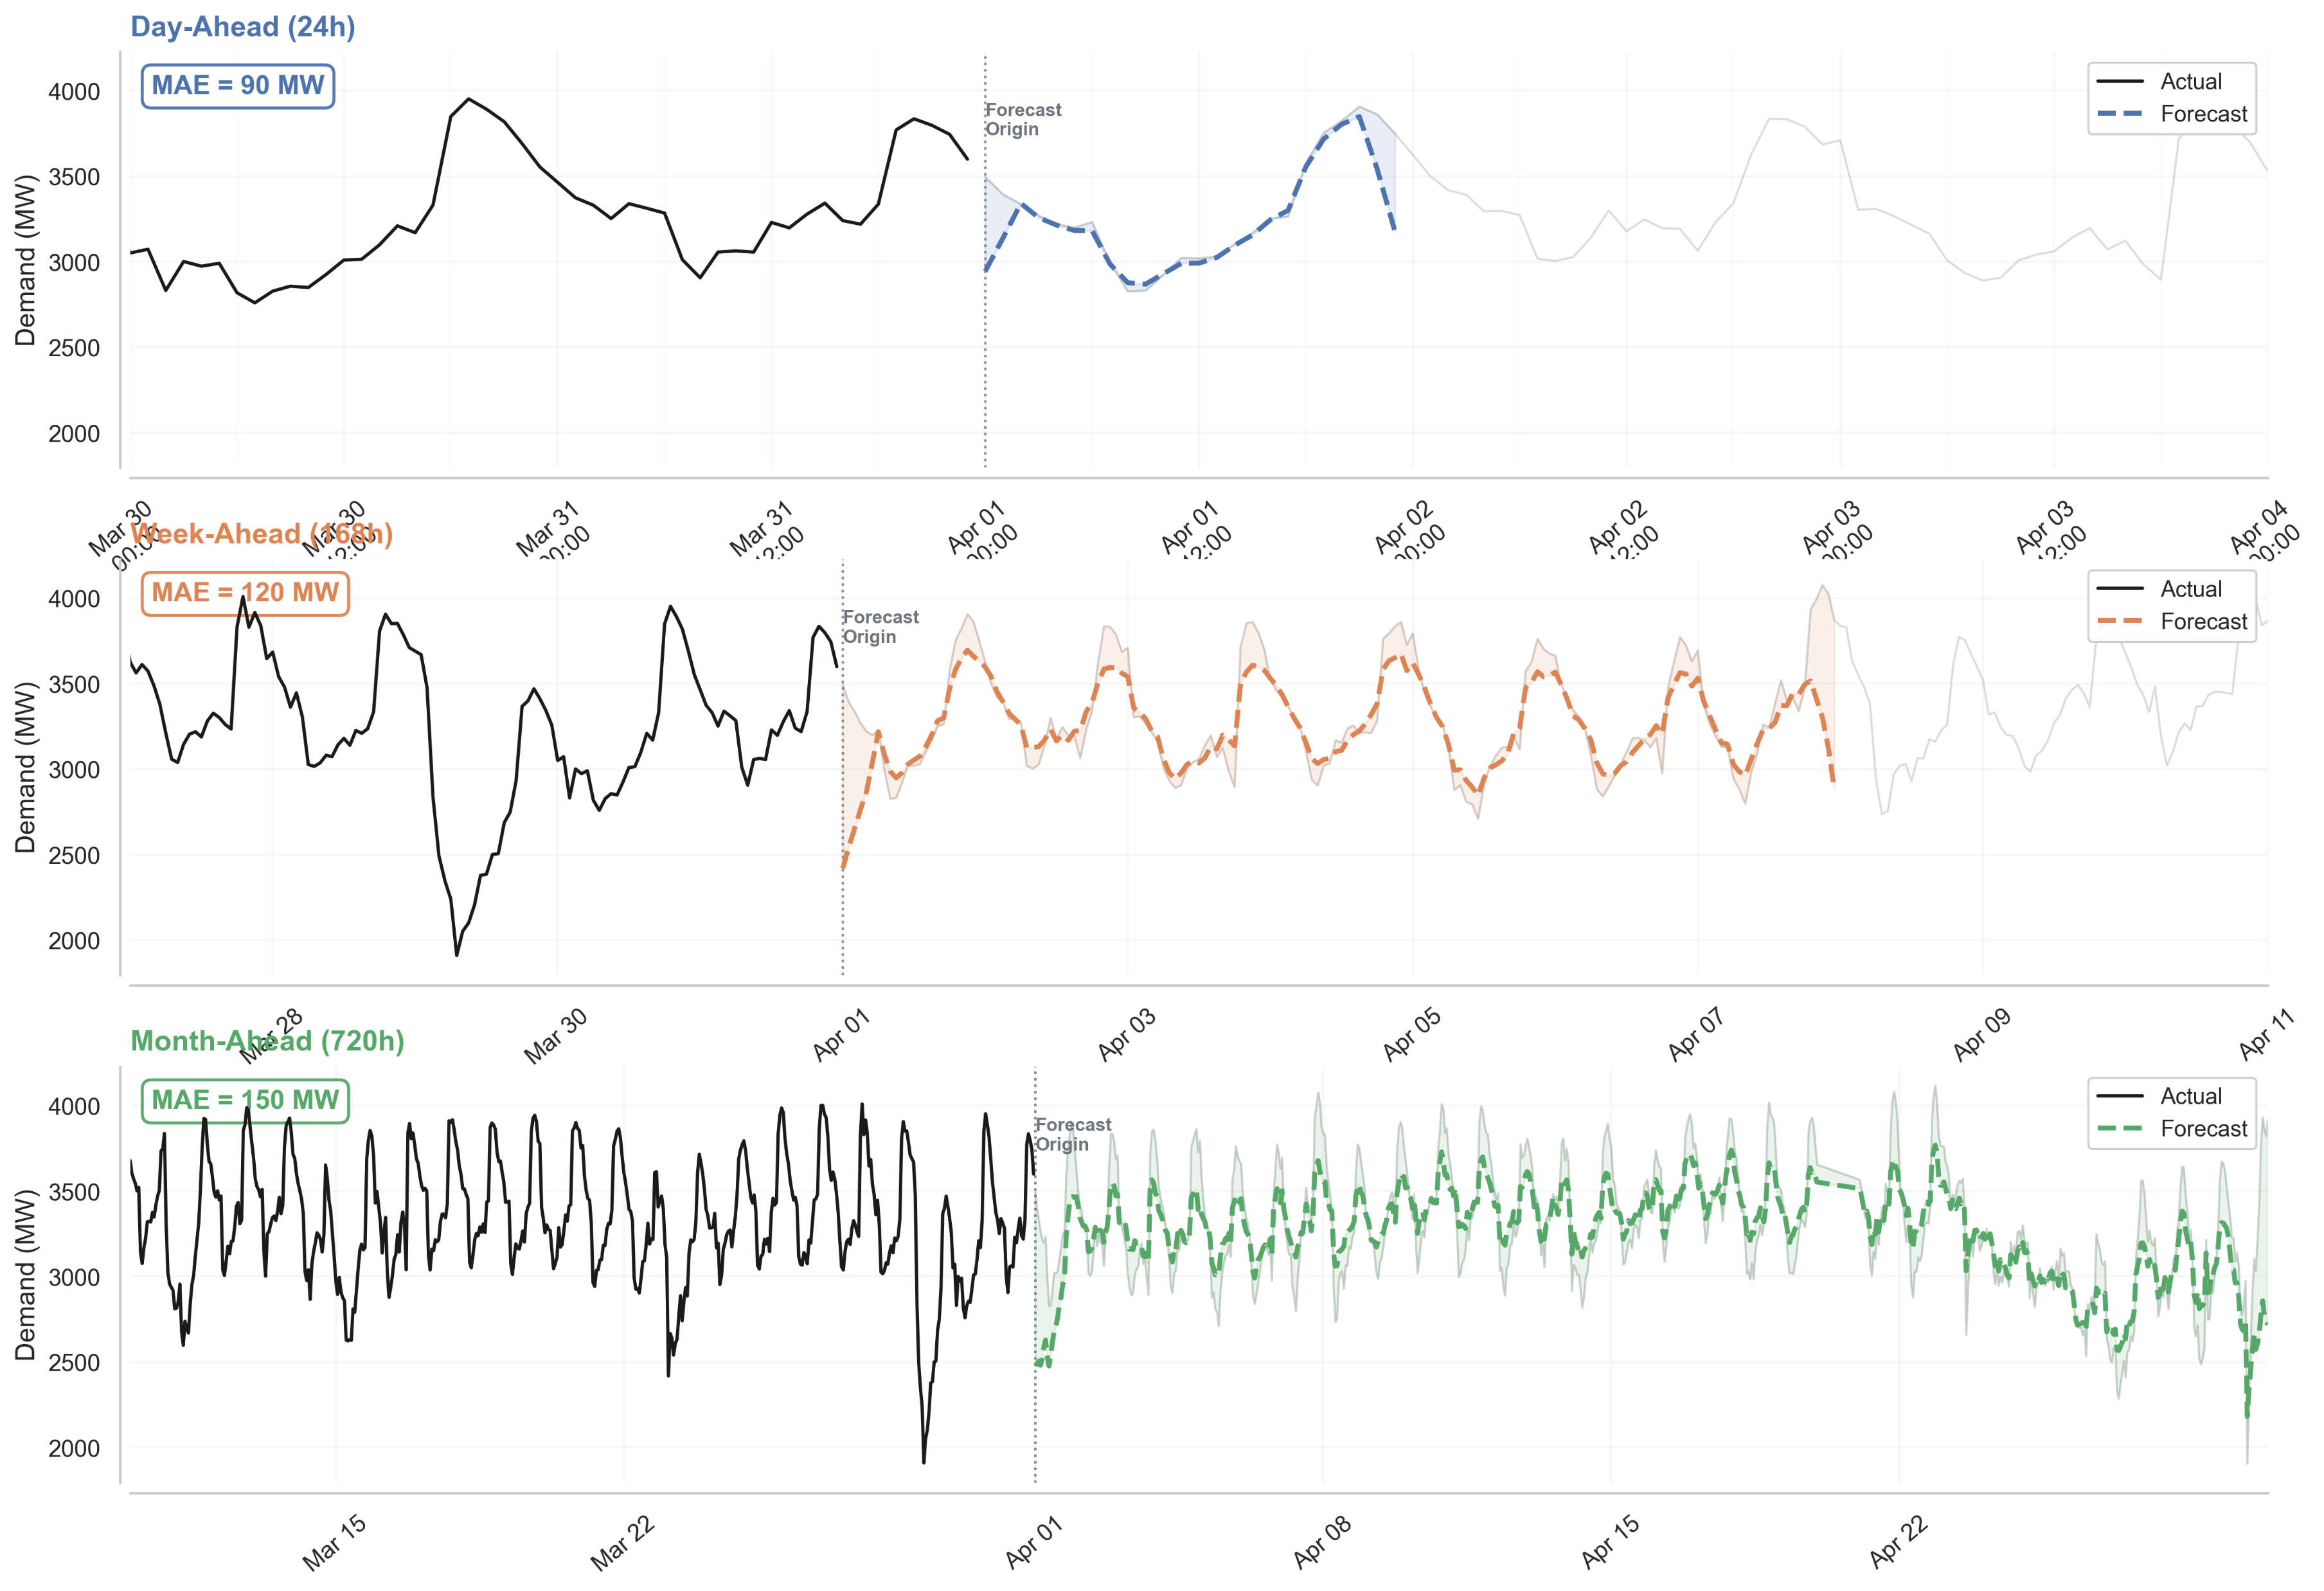 Day-Ahead (24h)
MAE = 90 MW
Actual
Forecast
Forecast
Origin
4000
3500
3000
2500
2000
Demand (MW)
Mar 30
00:00
Mar 30
12:00
Mar 31
00:00
Mar 31
12:00
Apr 01
00:00
Apr 01
12:00
Apr 02
00:00
Apr 02
12:00
Apr 03
00:00
Apr 03
12:00
Apr 04
00:00
Week-Ahead (168h)
MAE = 120 MW
Actual
Forecast
Forecast
Origin
4000
3500
3000
2500
2000
Demand (MW)
Mar 28
Mar 30
Apr 01
Apr 03
Apr 05
Apr 07
Apr 09
Apr 11
Month-Ahead (720h)
MAE = 150 MW
Actual
Forecast
Forecast
Origin
4000
3500
3000
2500
2000
Demand (MW)
Mar 15
Mar 22
Apr 01
Apr 08
Apr 15
Apr 22